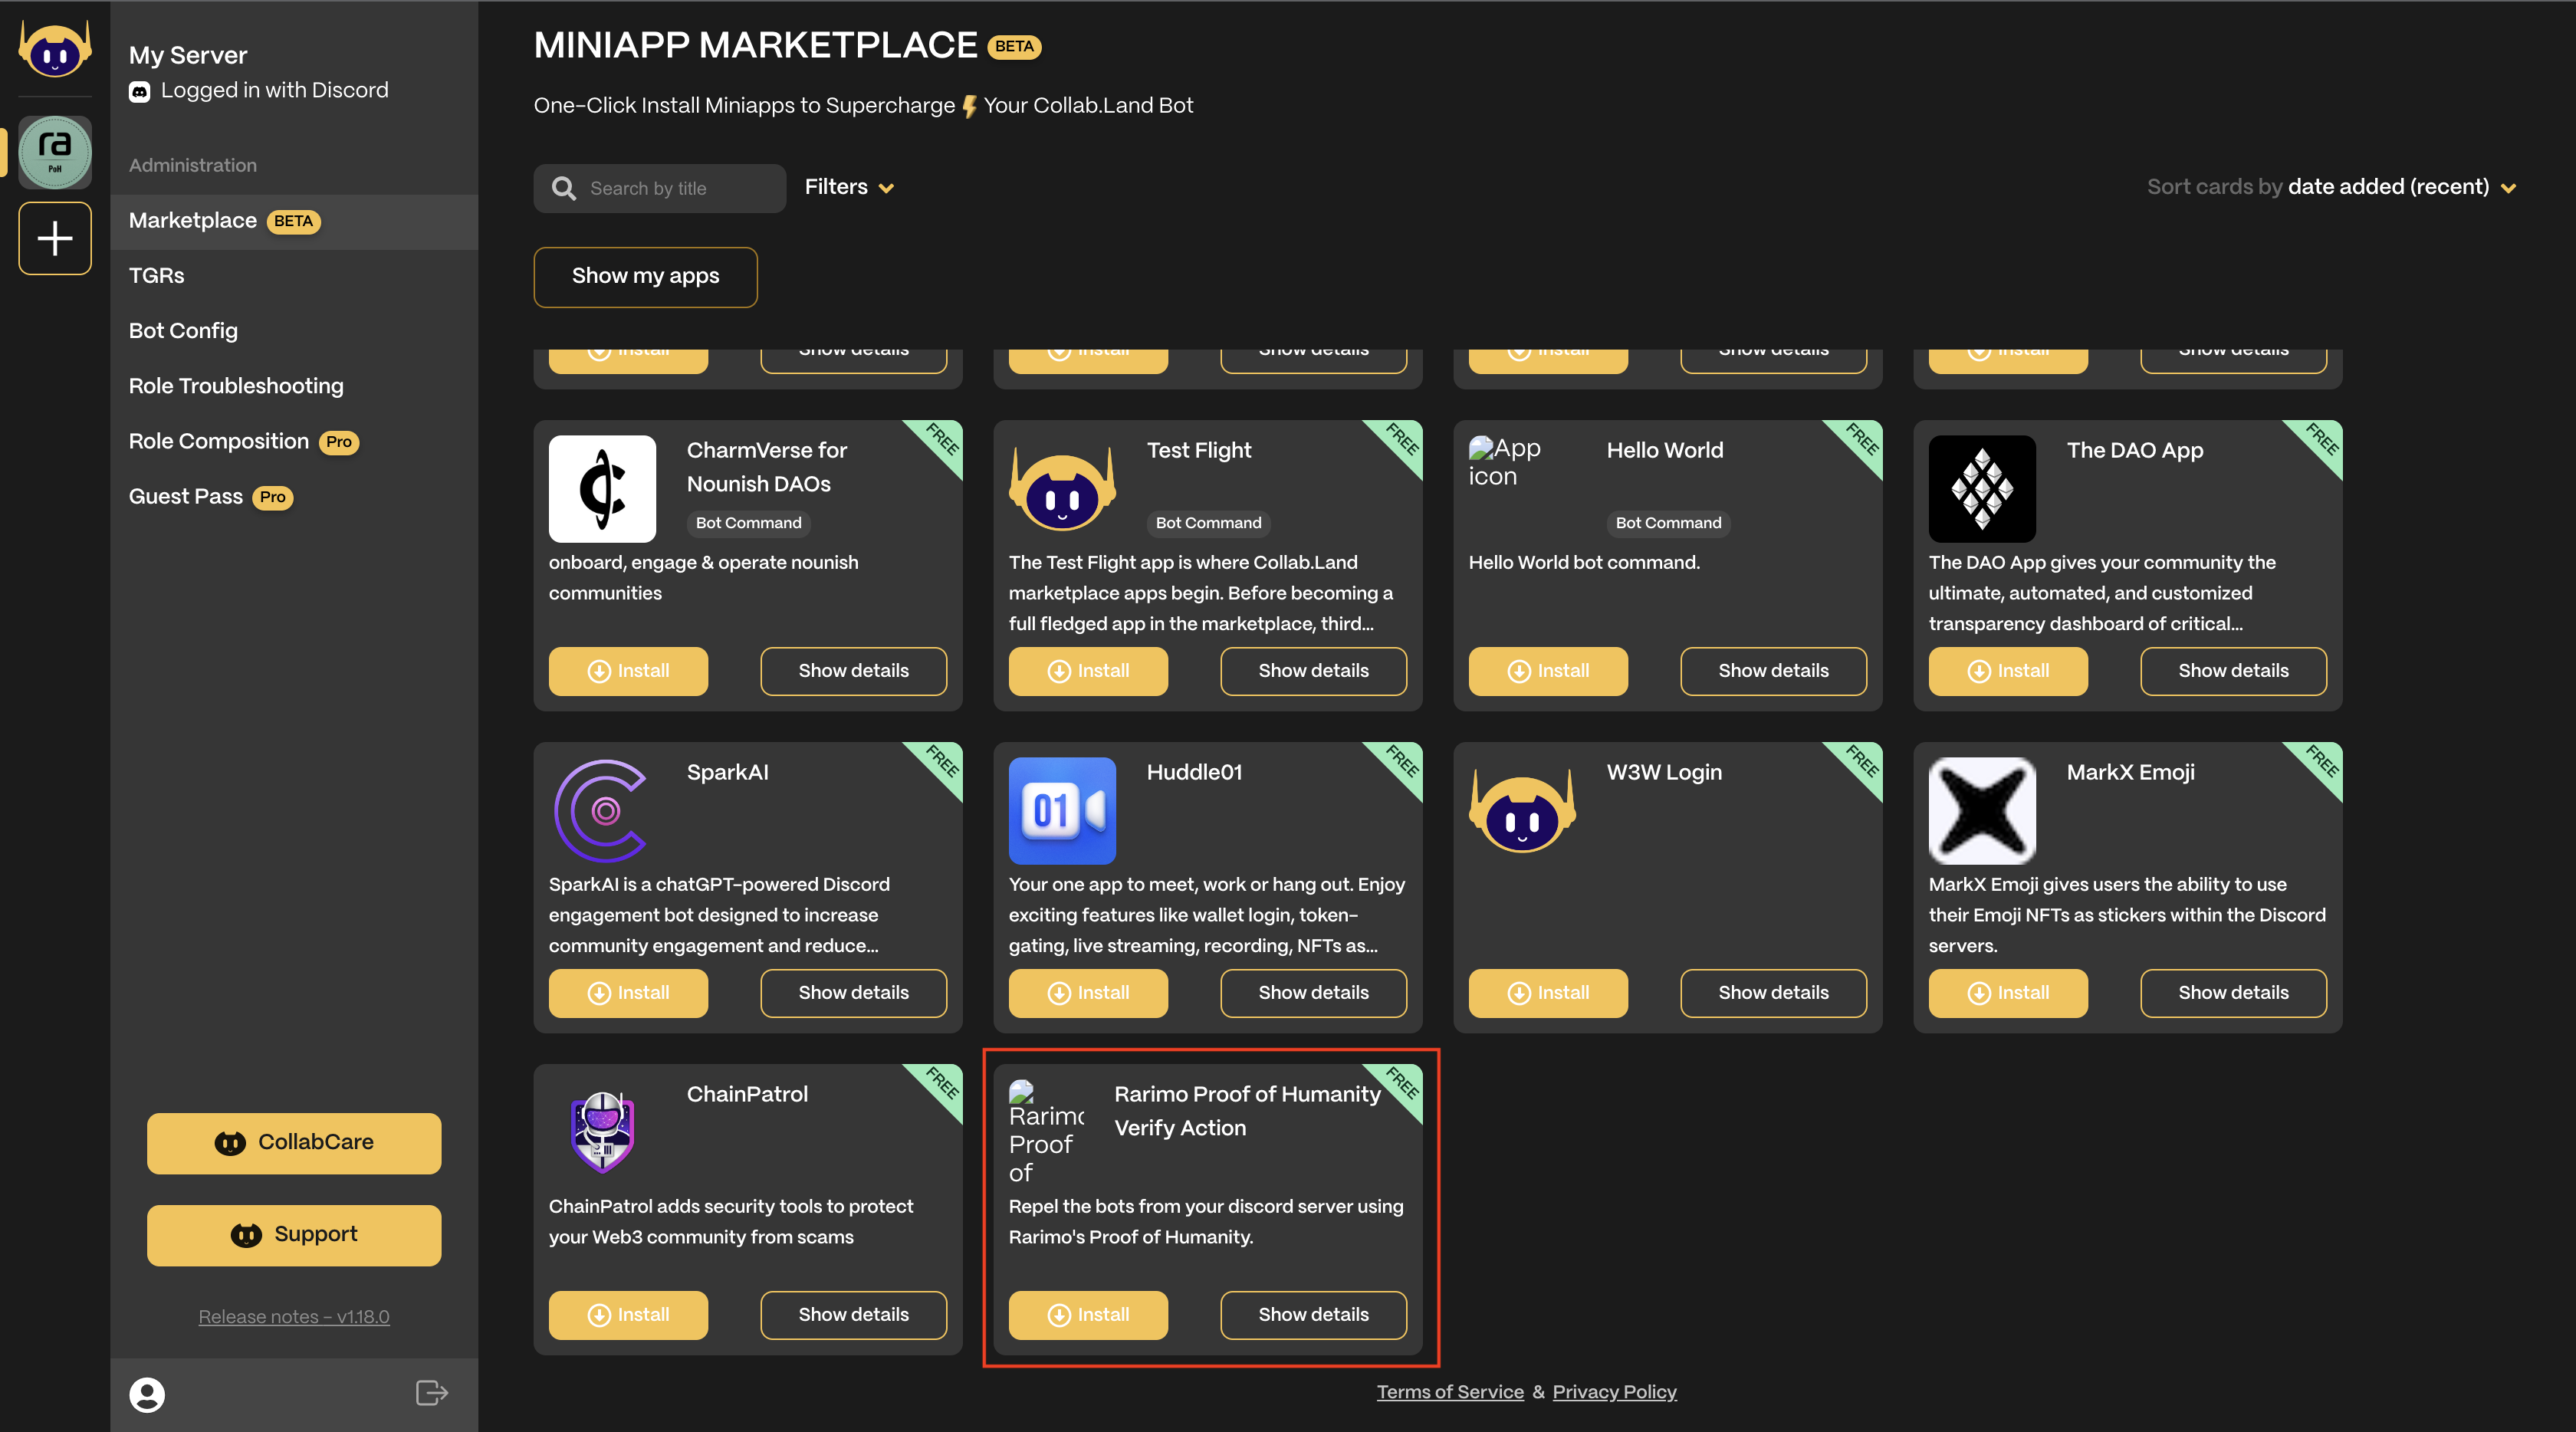 ra
PoH
My Server
Logged in with Discord
Administration
Marketplace BETA
TGRs
Bot Config
Role Troubleshooting
Role Composition Pro
Guest Pass Pro
CollabCare
Support
Release notes - v1.18.0
MINIAPP MARKETPLACE BETA
One-Click Install Miniapps to Supercharge ⚡ Your Collab.Land Bot
Search by title
Filters
Sort cards by date added (recent)
Show my apps
Install Show details Install Show details Install Show details Install Show details
FREE
CharmVerse for
Nounish DAOs
Bot Command
onboard, engage & operate nounish
communities
Install Show details
FREE
Test Flight
Bot Command
The Test Flight app is where Collab.Land
marketplace apps begin. Before becoming a
full fledged app in the marketplace, third...
Install Show details
FREE
App
icon
Hello World
Bot Command
Hello World bot command.
Install Show details
FREE
The DAO App
The DAO App gives your community the
ultimate, automated, and customized
transparency dashboard of critical...
Install Show details
FREE
SparkAI
SparkAI is a chatGPT-powered Discord
engagement bot designed to increase
community engagement and reduce...
Install Show details
FREE
01
Huddle01
Your one app to meet, work or hang out. Enjoy
exciting features like wallet login, token-
gating, live streaming, recording, NFTs as...
Install Show details
FREE
W3W Login
Install Show details
FREE
MarkX Emoji
MarkX Emoji gives users the ability to use
their Emoji NFTs as stickers within the Discord
servers.
Install Show details
FREE
ChainPatrol
ChainPatrol adds security tools to protect
your Web3 community from scams
Install Show details
FREE
Rarimo
Proof
of
Rarimo Proof of Humanity
Verify Action
Repel the bots from your discord server using
Rarimo's Proof of Humanity.
Install Show details
Terms of Service & Privacy Policy